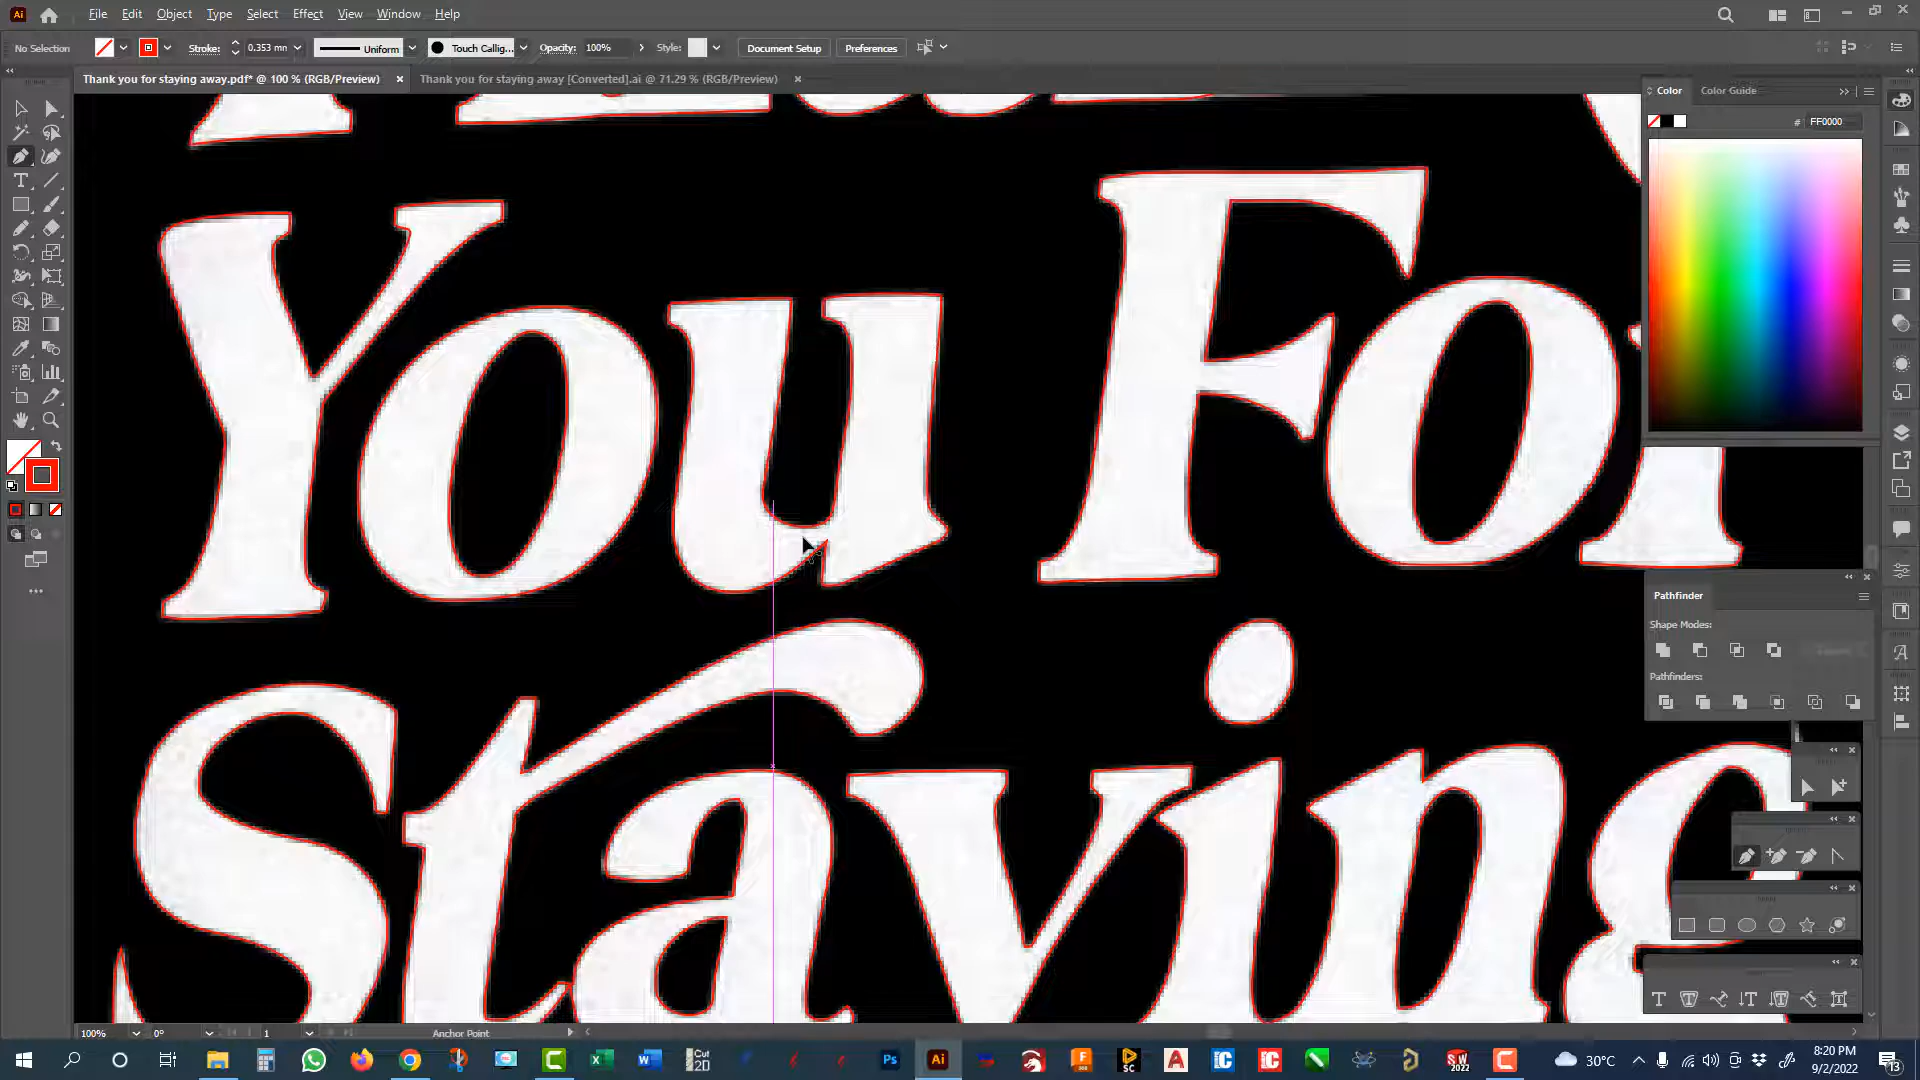 File Edit Object Type Select Effect View Window Help
No Selection Stroke: 0.353 mm Uniform Touch Callig... Opacity: 100% Style: Document Setup Preferences
Thank you for staying away.pdf* @ 100 % (RGB/Preview) Thank you for staying away [Converted].ai @ 71.29 % (RGB/Preview)
Color Color Guide
# FF0000
You For
Staying
Pathfinder
Shape Modes:
Pathfinders:
100% 0° 1 Anchor Point
30°C 8:20 PM
9/2/2022
13